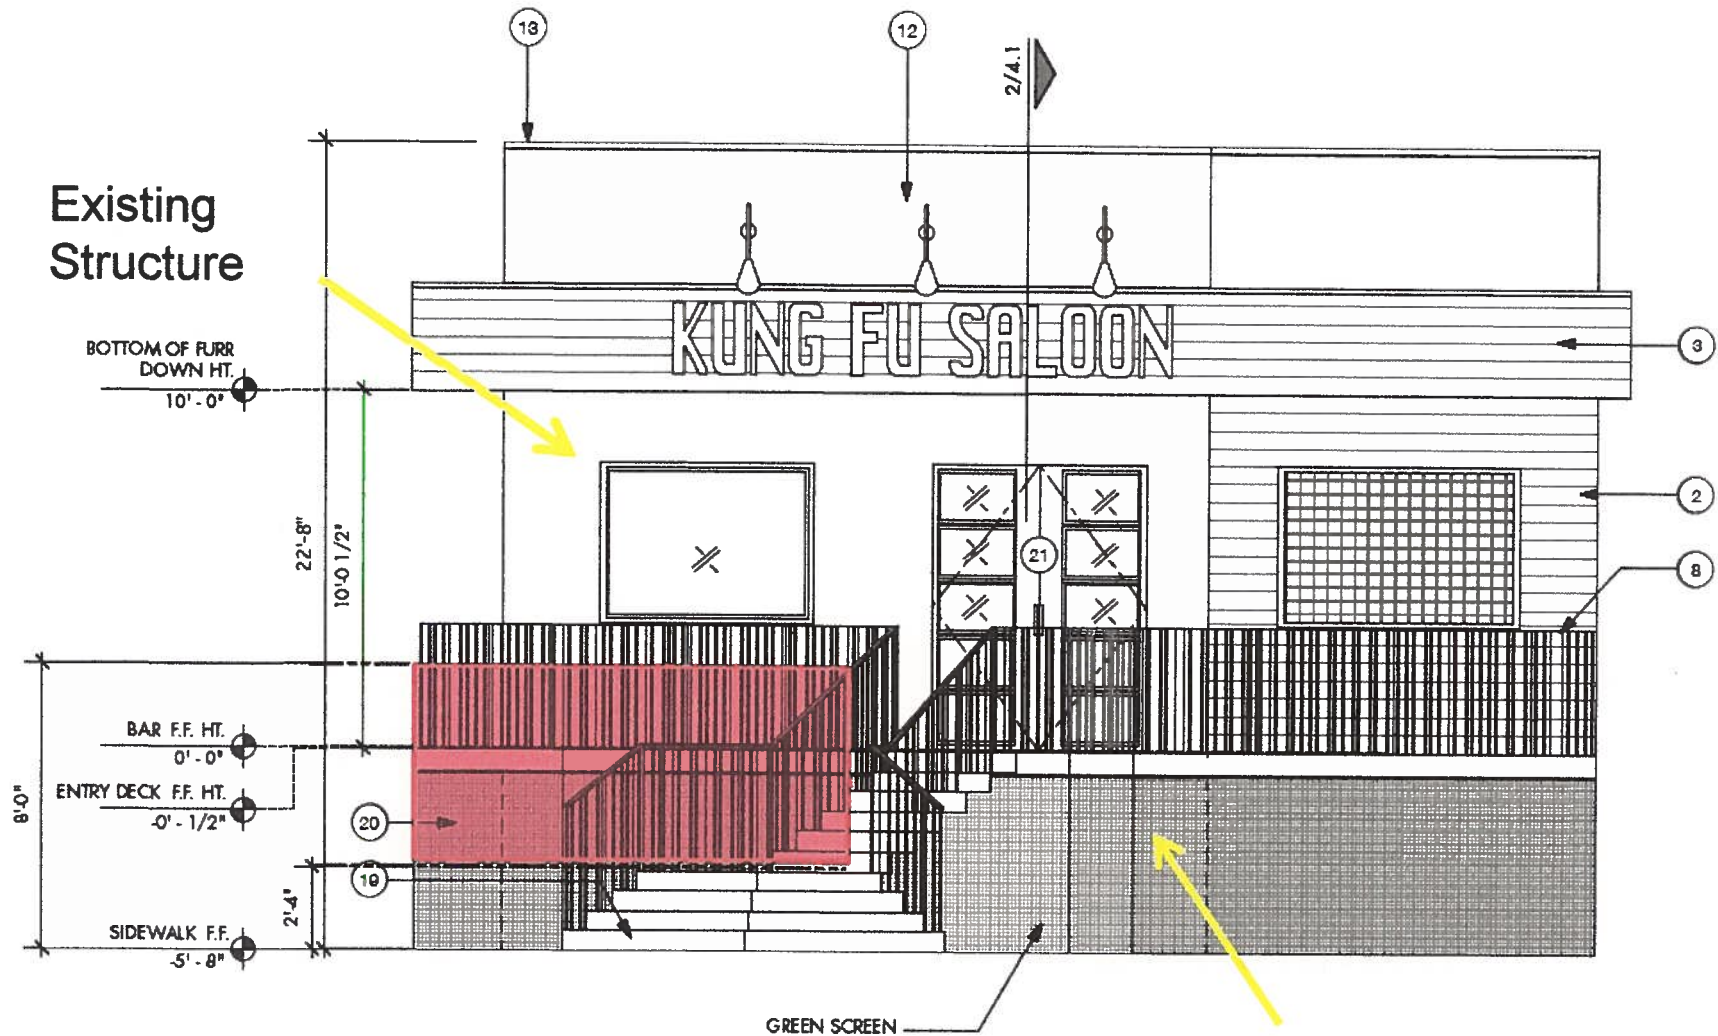 13
12
2/4.1
Existing
Structure
KUNG FU SALOON
3
BOTTOM OF FURR
DOWN HT.
10' - 0"
2
22'-8"
10'-0 1/2"
21
8
BAR F.F. HT.
0' - 0"
ENTRY DECK F.F. HT.
-0' - 1/2"
8'-0"
20
19
2'-4"
SIDEWALK F.F.
-5' - 8"
GREEN SCREEN